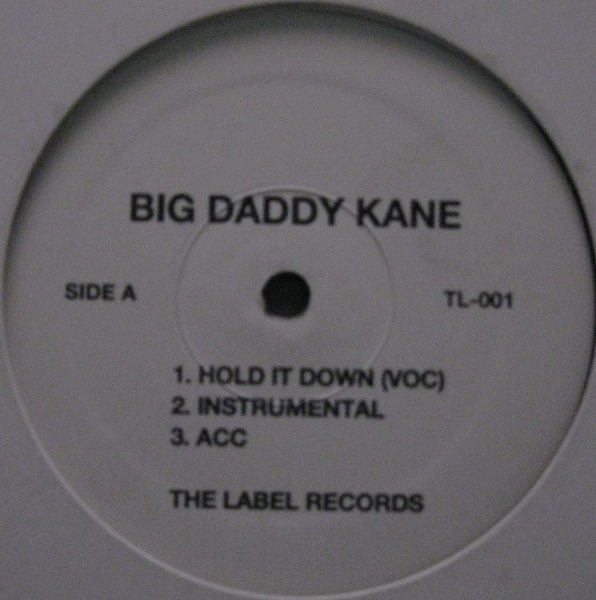 BIG DADDY KANE
SIDE A
TL-001
1. HOLD IT DOWN (VOC)
2. INSTRUMENTAL
3. ACC
THE LABEL RECORDS